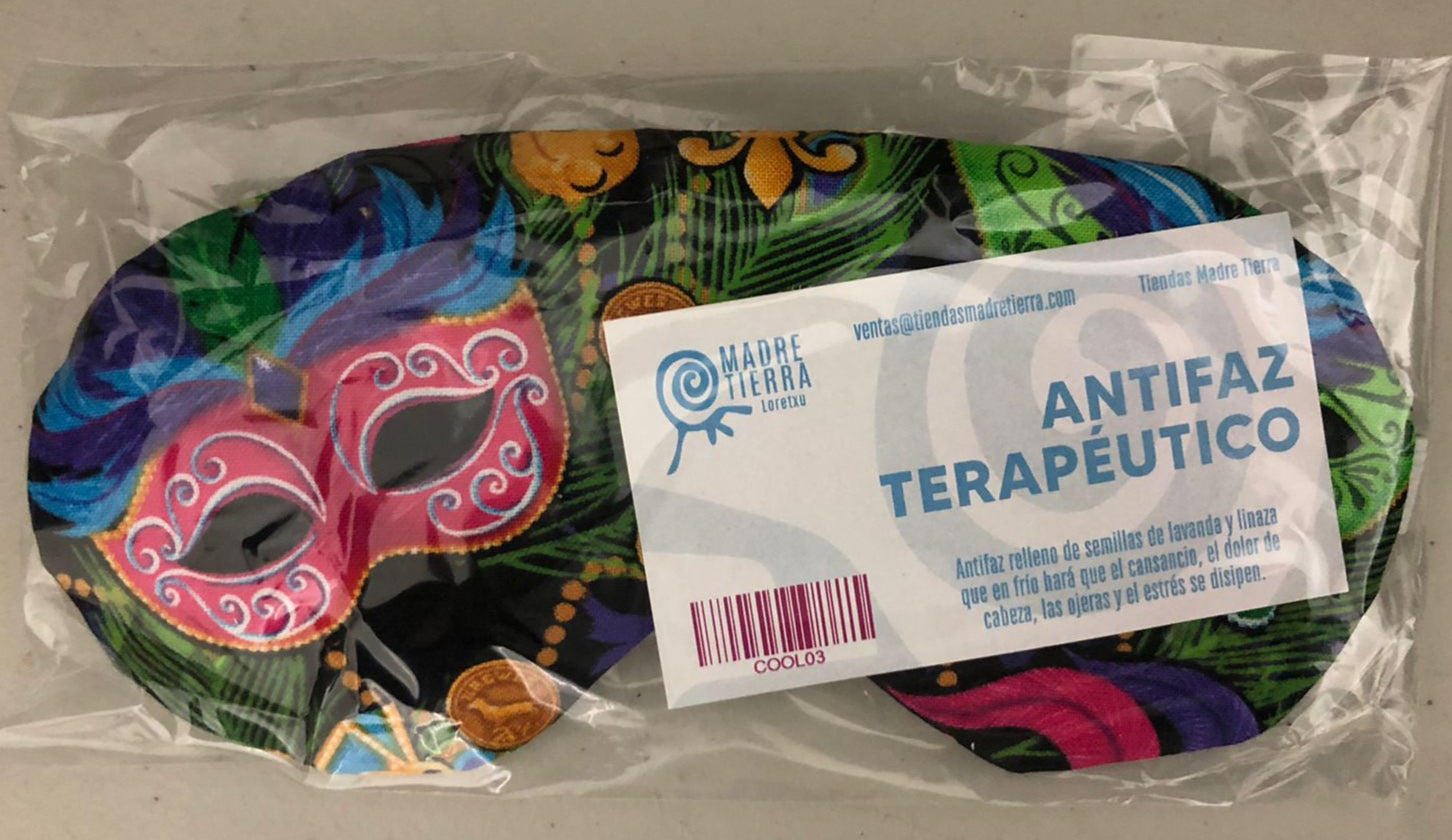 Tiendas Madre Tierra
ventas@tiendasmadretierra.com
MADRE
TIERRA
Loretxu
ANTIFAZ
TERAPÉUTICO
Antifaz relleno de semillas de lavanda y linaza
que en frío hará que el cansancio, el dolor de
cabeza, las ojeras y el estrés se disipen.
COOL03